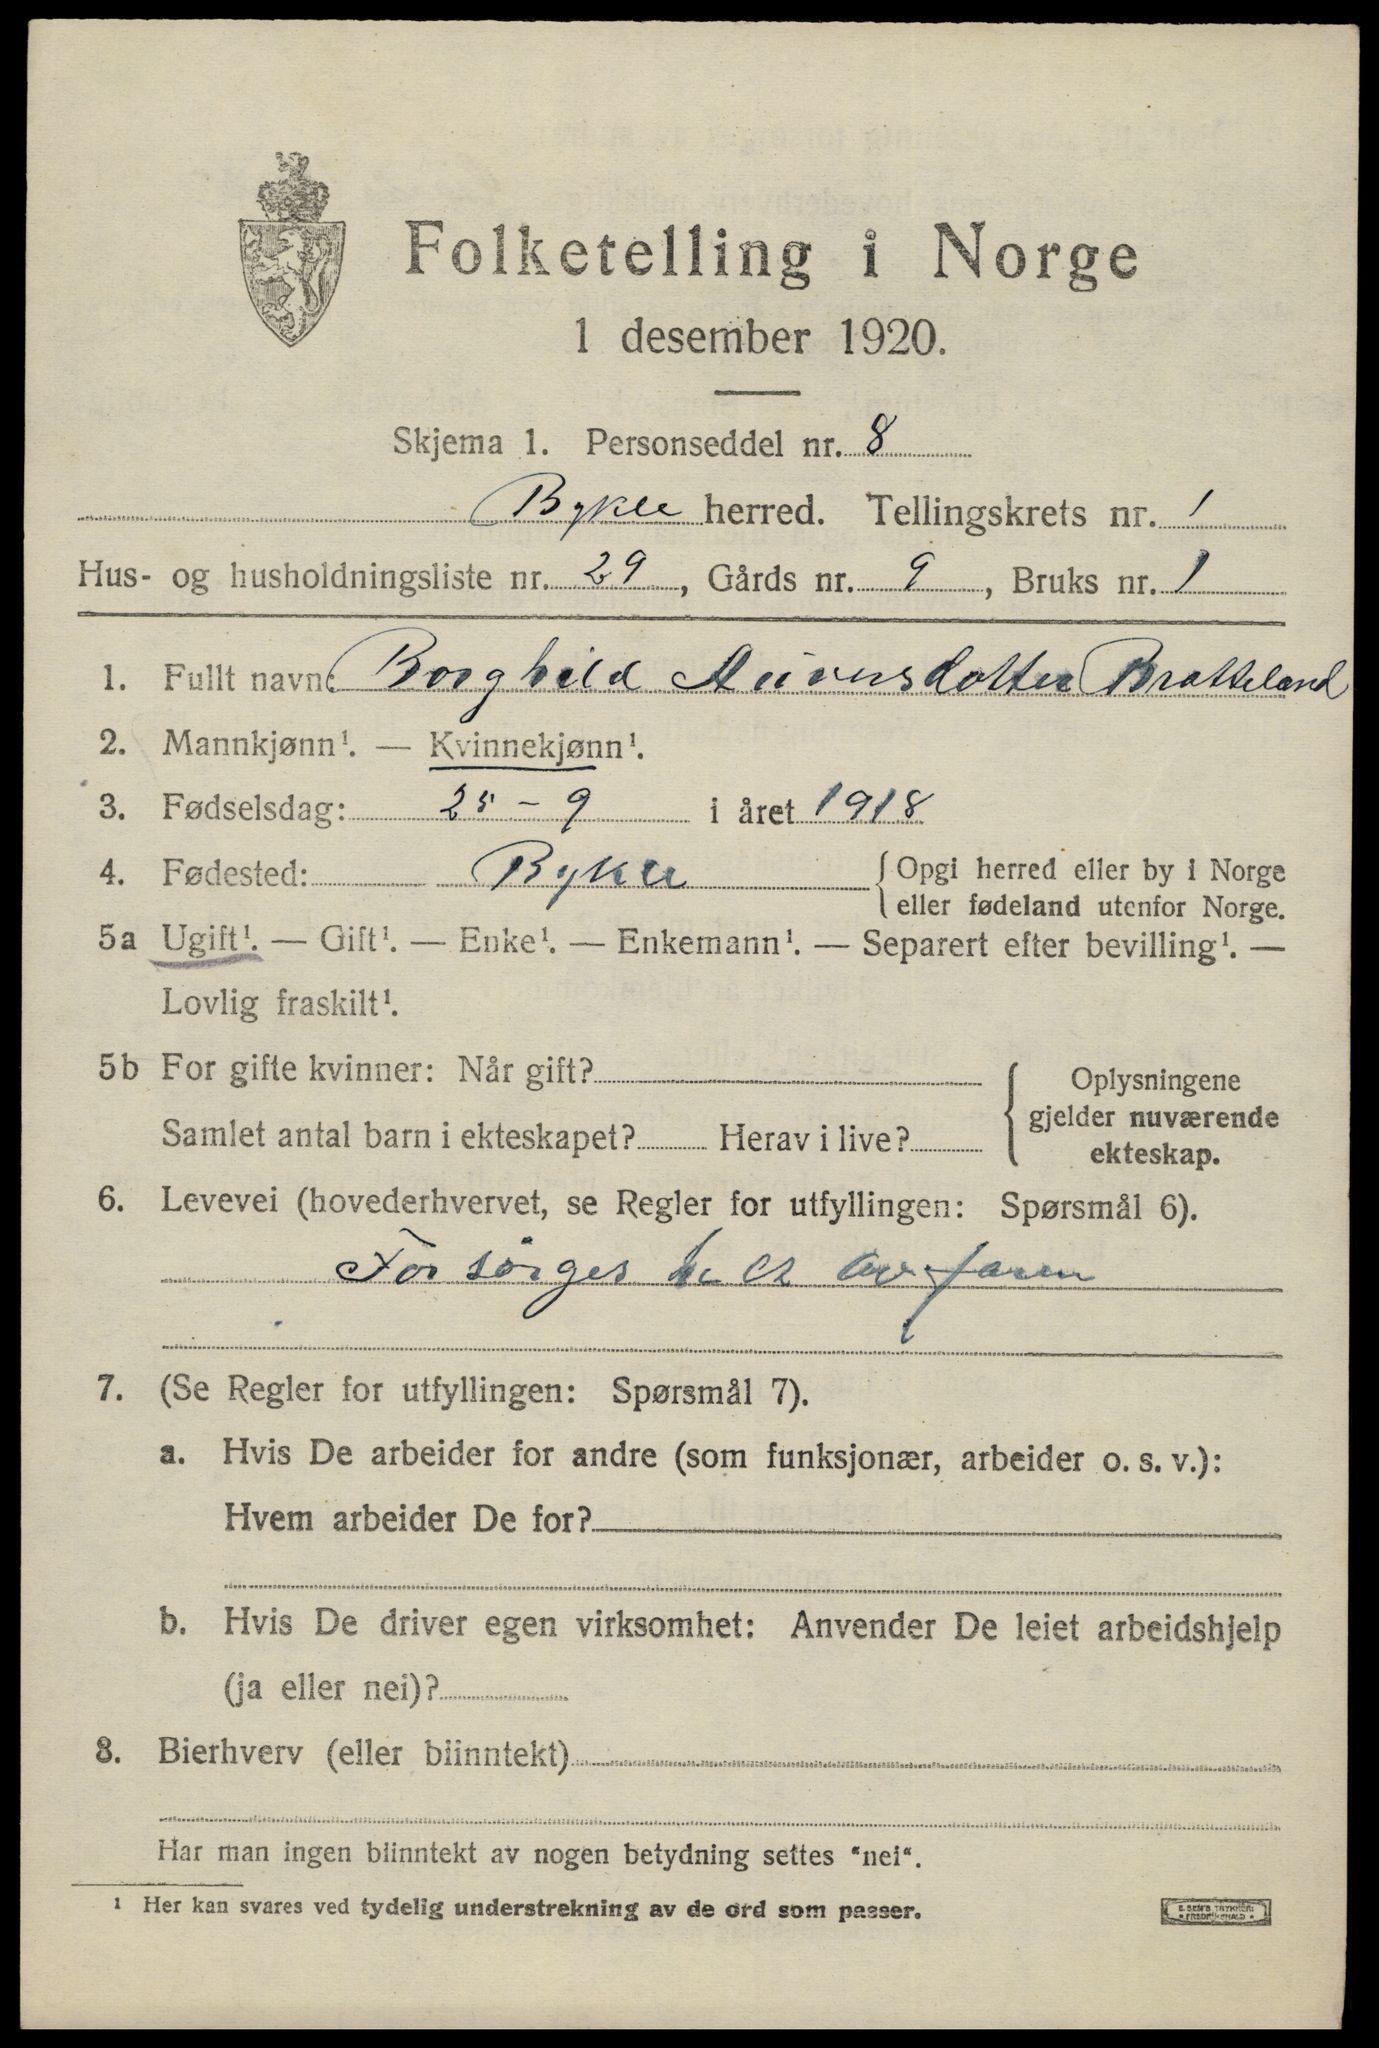 Folketelling i Norge
1 desember 1920.
Skjema 1. Personseddel nr. 8
Bykle herred. Tellingskrets nr. 1
Hus- og husholdningsliste nr. 29, Gårds nr. 9, Bruks nr. 1
1. Fullt navn: Borghild Bratteland
2. Mannkjønn¹. — Kvinnekjønn¹.
3. Fødselsdag: 25 - 9 i året 1918
4. Fødested: Bykle { Opgi herred eller by i Norge
eller fødeland utenfor Norge.
5a Ugift¹. — Gift¹. — Enke¹. — Enkemann¹. — Separert efter bevilling¹. —
Lovlig fraskilt¹.
5b For gifte kvinner: Når gift? { Oplysningene
gjelder nuværende
Samlet antal barn i ekteskapet? Herav i live?
ekteskap.
6. Levevei (hovederhvervet, se Regler for utfyllingen: Spørsmål 6).
Forsörges helt av faren
7. (Se Regler for utfyllingen: Spørsmål 7).
a. Hvis De arbeider for andre (som funksjonær, arbeider o. s. v.):
Hvem arbeider De for?
b. Hvis De driver egen virksomhet: Anvender De leiet arbeidshjelp
(ja eller nei)?
8. Bierhverv (eller biinntekt)
Har man ingen biinntekt av nogen betydning settes "nei".
¹ Her kan svares ved tydelig understrekning av de ord som passer.
E. SEM'S TRYKKERI
FREDRIKSHALD